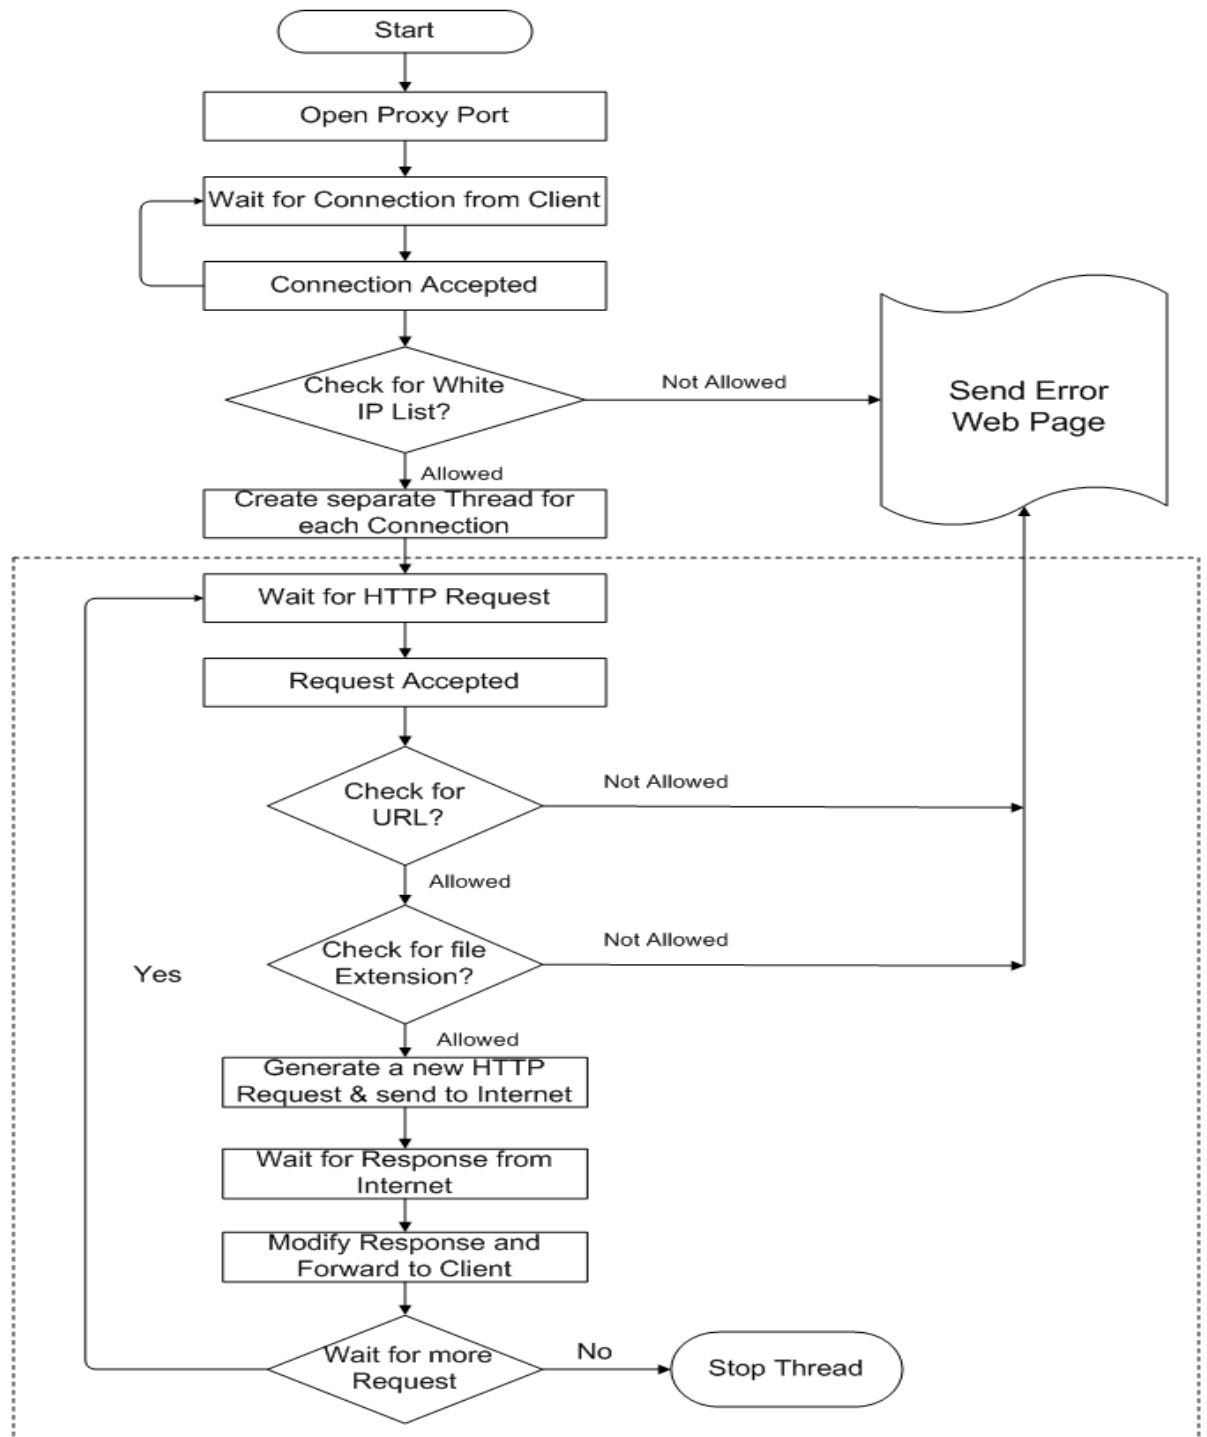 Start
Open Proxy Port
Wait for Connection from Client
Connection Accepted
Check for White
IP List?
Not Allowed
Send Error
Web Page
Allowed
Create separate Thread for
each Connection
Wait for HTTP Request
Request Accepted
Check for
URL?
Not Allowed
Allowed
Check for file
Extension?
Not Allowed
Yes
Allowed
Generate a new HTTP
Request & send to Internet
Wait for Response from
Internet
Modify Response and
Forward to Client
Wait for more
Request
No
Stop Thread